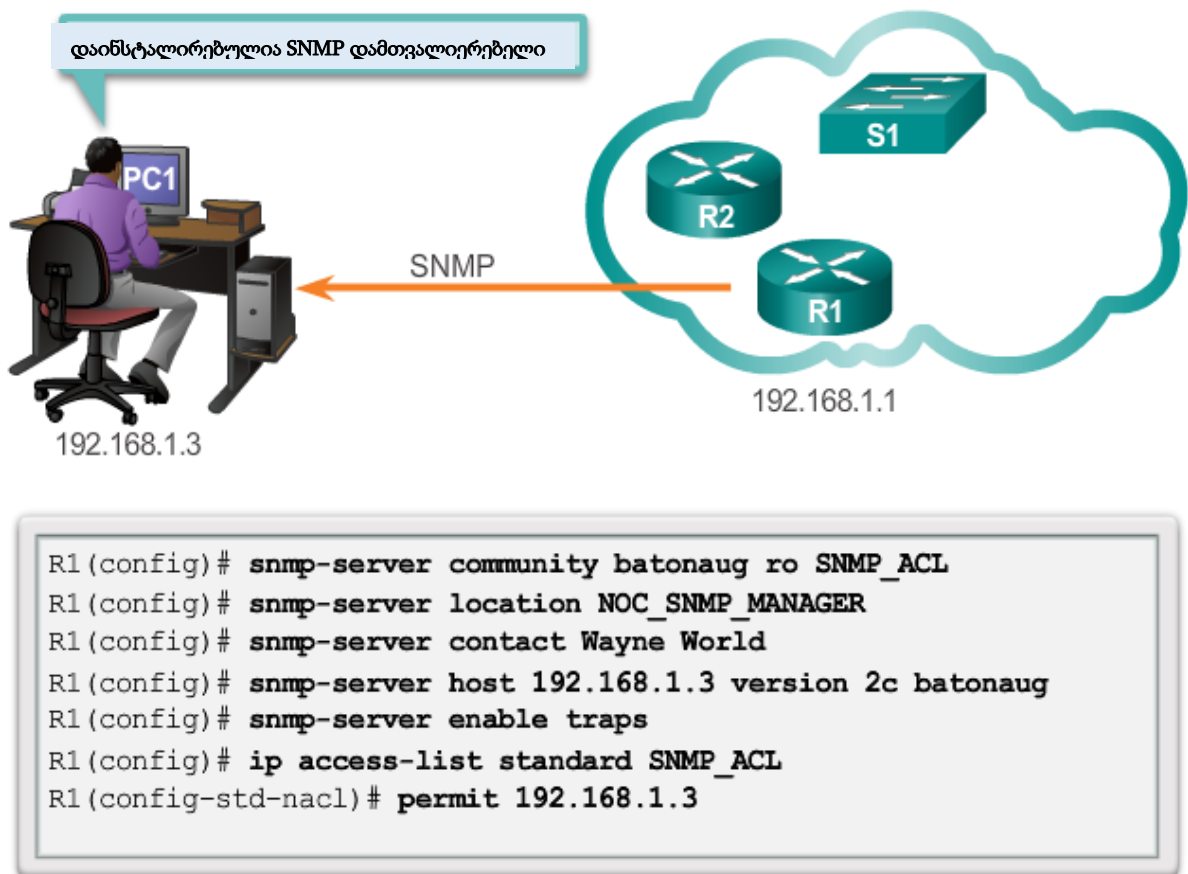 დაინსტალირებულია SNMP დამთვალიერებელი
PC1
S1
R2
SNMP
R1
192.168.1.1
192.168.1.3
R1(config)# snmp-server community batonaug ro SNMP_ACL
R1(config)# snmp-server location NOC_SNMP_MANAGER
R1(config)# snmp-server contact Wayne World
R1(config)# snmp-server host 192.168.1.3 version 2c batonaug
R1(config)# snmp-server enable traps
R1(config)# ip access-list standard SNMP_ACL
R1(config-std-nacl)# permit 192.168.1.3